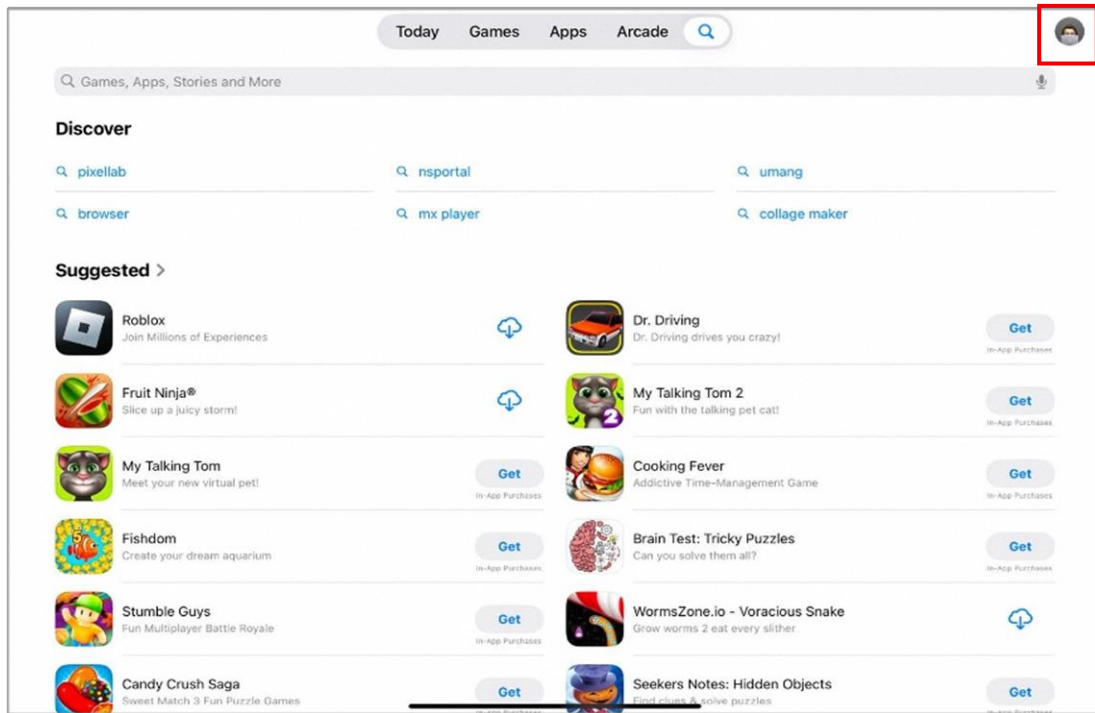 Today Games Apps Arcade
Games, Apps, Stories and More
Discover
pixellab nsportal umang
browser mx player collage maker
Suggested
Roblox
Join Millions of Experiences
Dr. Driving
Dr. Driving drives you crazy!
Get
In-App Purchases
Fruit Ninja®
Slice up a juicy storm!
My Talking Tom 2
Fun with the talking pet cat!
2
Get
In-App Purchases
My Talking Tom
Meet your new virtual pet!
Get
In-App Purchases
Cooking Fever
Addictive Time-Management Game
Get
In-App Purchases
Fishdom
Create your dream aquarium
5
Get
In-App Purchases
Brain Test: Tricky Puzzles
Can you solve them all?
Get
In-App Purchases
Stumble Guys
Fun Multiplayer Battle Royale
Get
In-App Purchases
WormsZone.io - Voracious Snake
Grow worms 2 eat every slither
Candy Crush Saga
Sweet Match 3 Fun Puzzle Games
Get
Seekers Notes: Hidden Objects
Find clues & solve puzzles
Get